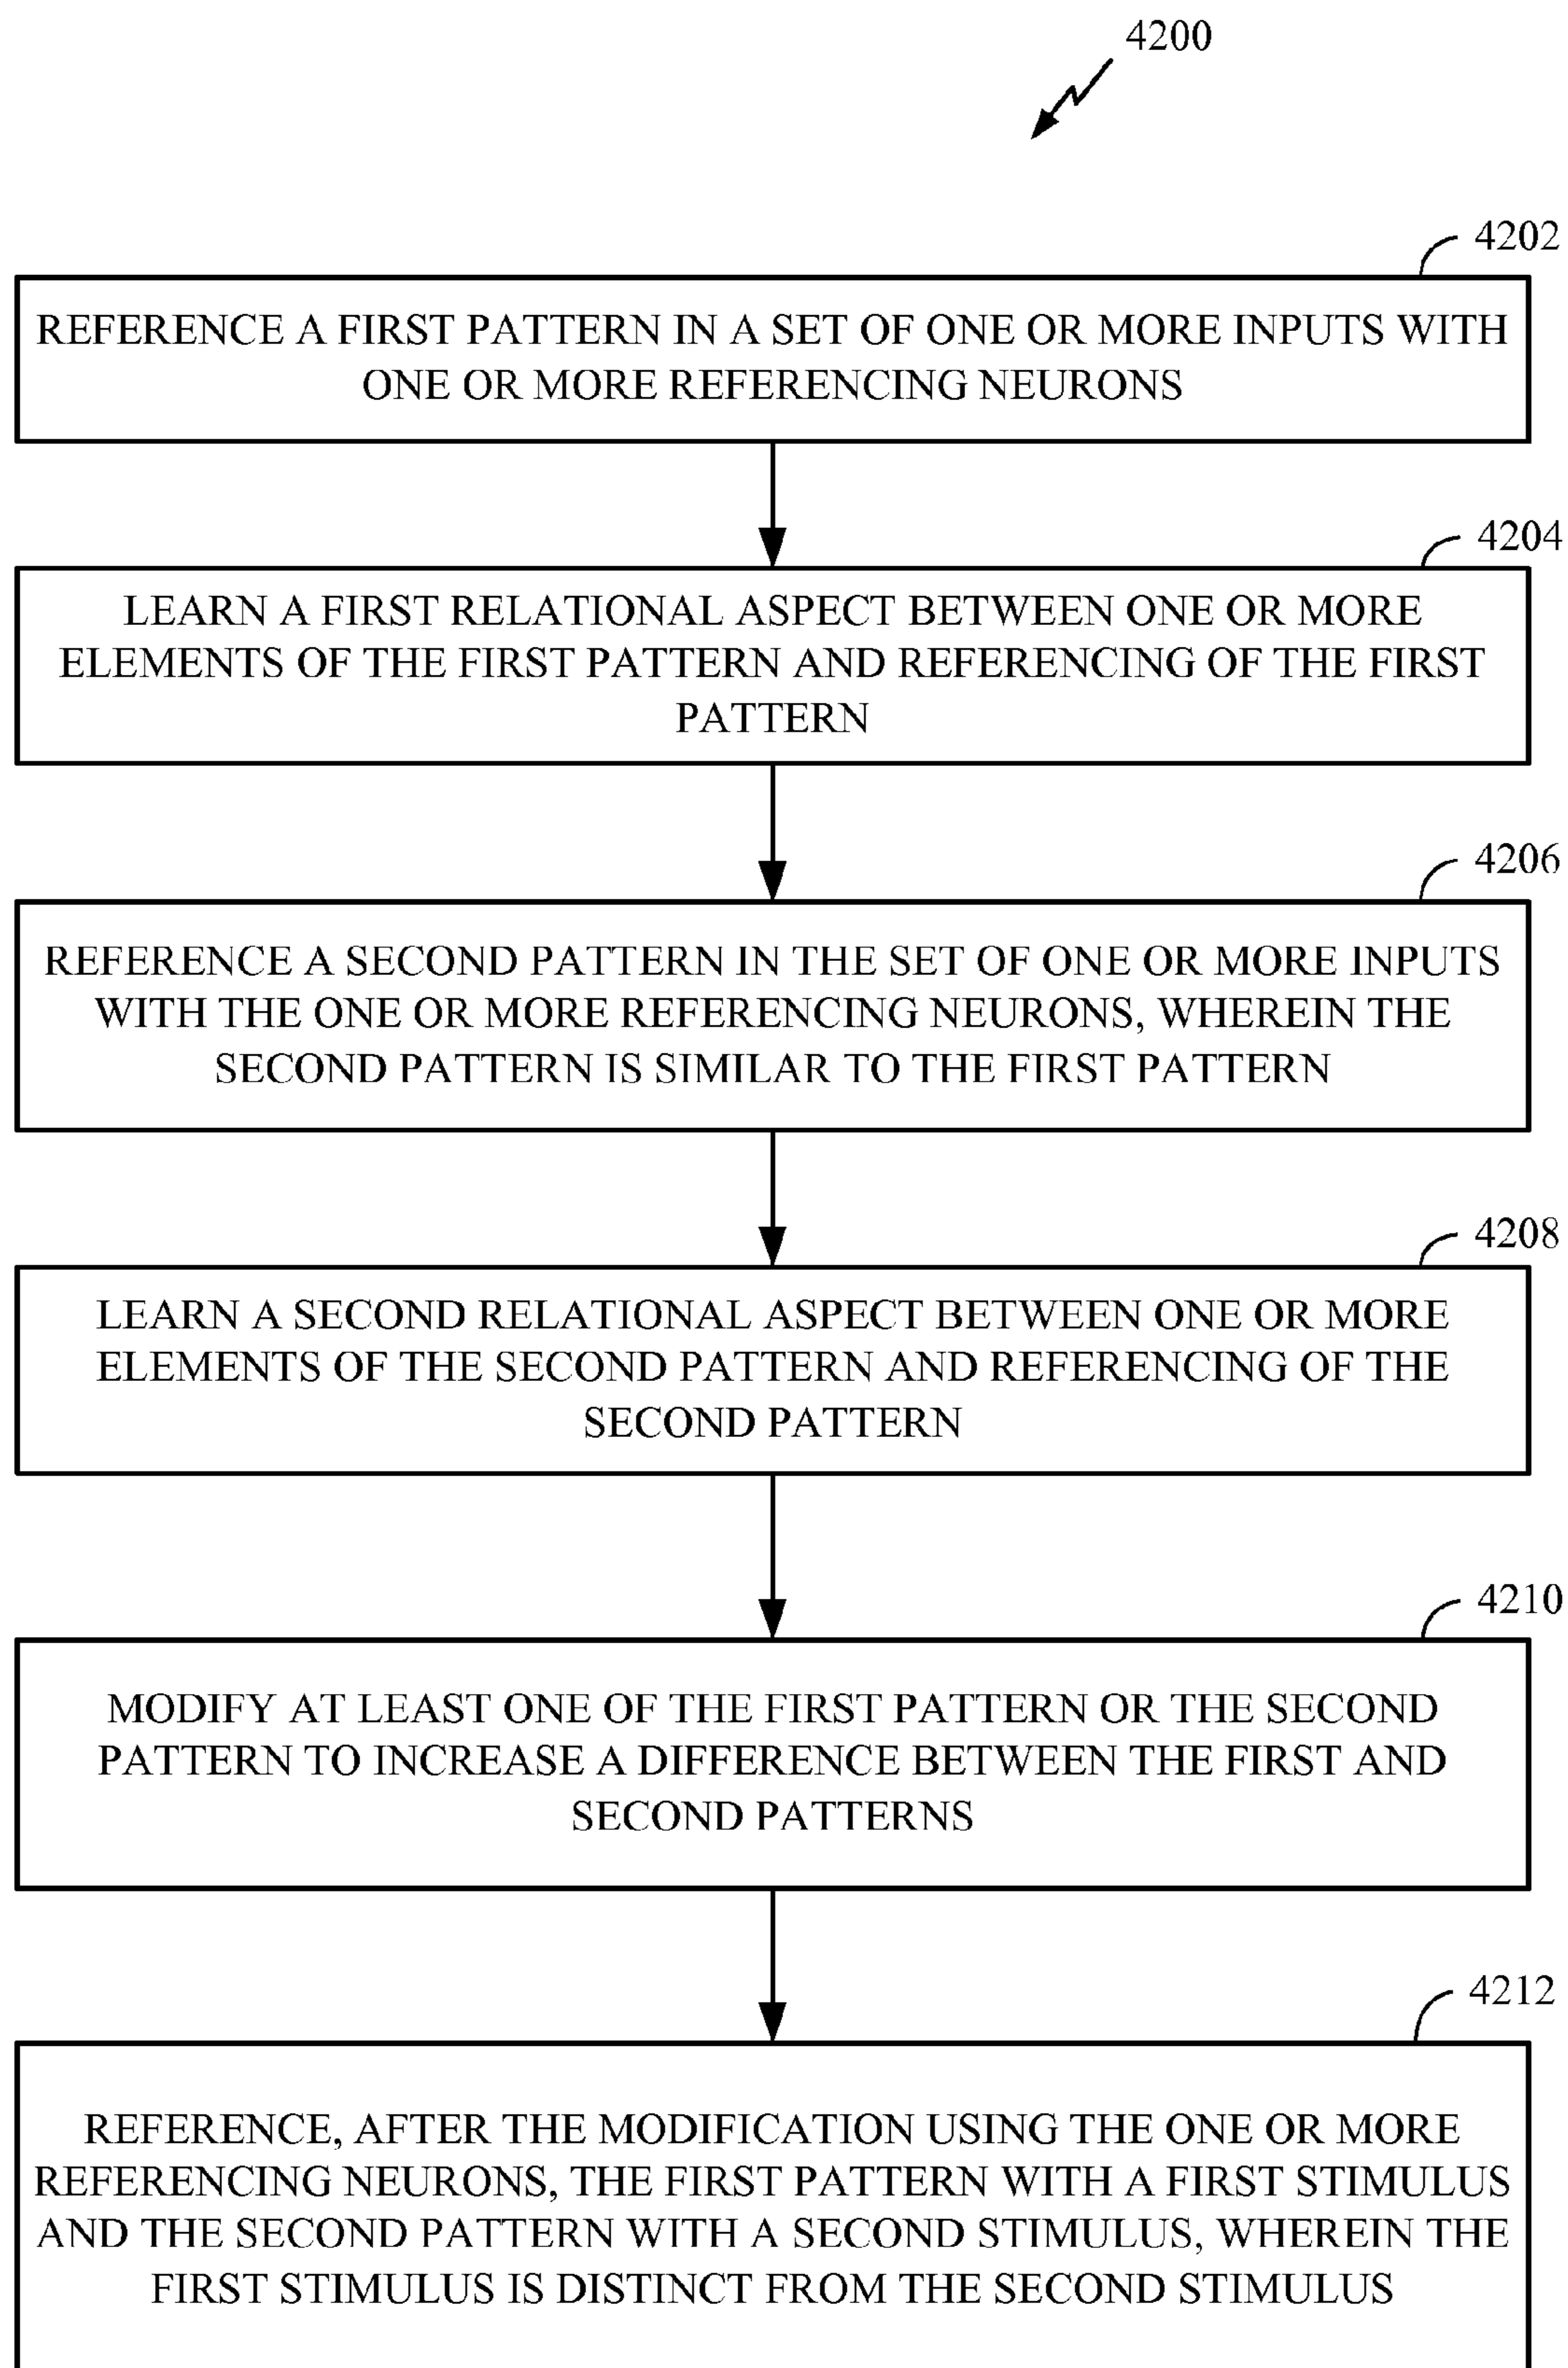 4200
4202
REFERENCE A FIRST PATTERN IN A SET OF ONE OR MORE INPUTS WITH
ONE OR MORE REFERENCING NEURONS
4204
LEARN A FIRST RELATIONAL ASPECT BETWEEN ONE OR MORE
ELEMENTS OF THE FIRST PATTERN AND REFERENCING OF THE FIRST
PATTERN
4206
REFERENCE A SECOND PATTERN IN THE SET OF ONE OR MORE INPUTS
WITH THE ONE OR MORE REFERENCING NEURONS, WHEREIN THE
SECOND PATTERN IS SIMILAR TO THE FIRST PATTERN
4208
LEARN A SECOND RELATIONAL ASPECT BETWEEN ONE OR MORE
ELEMENTS OF THE SECOND PATTERN AND REFERENCING OF THE
SECOND PATTERN
4210
MODIFY AT LEAST ONE OF THE FIRST PATTERN OR THE SECOND
PATTERN TO INCREASE A DIFFERENCE BETWEEN THE FIRST AND
SECOND PATTERNS
4212
REFERENCE, AFTER THE MODIFICATION USING THE ONE OR MORE
REFERENCING NEURONS, THE FIRST PATTERN WITH A FIRST STIMULUS
AND THE SECOND PATTERN WITH A SECOND STIMULUS, WHEREIN THE
FIRST STIMULUS IS DISTINCT FROM THE SECOND STIMULUS